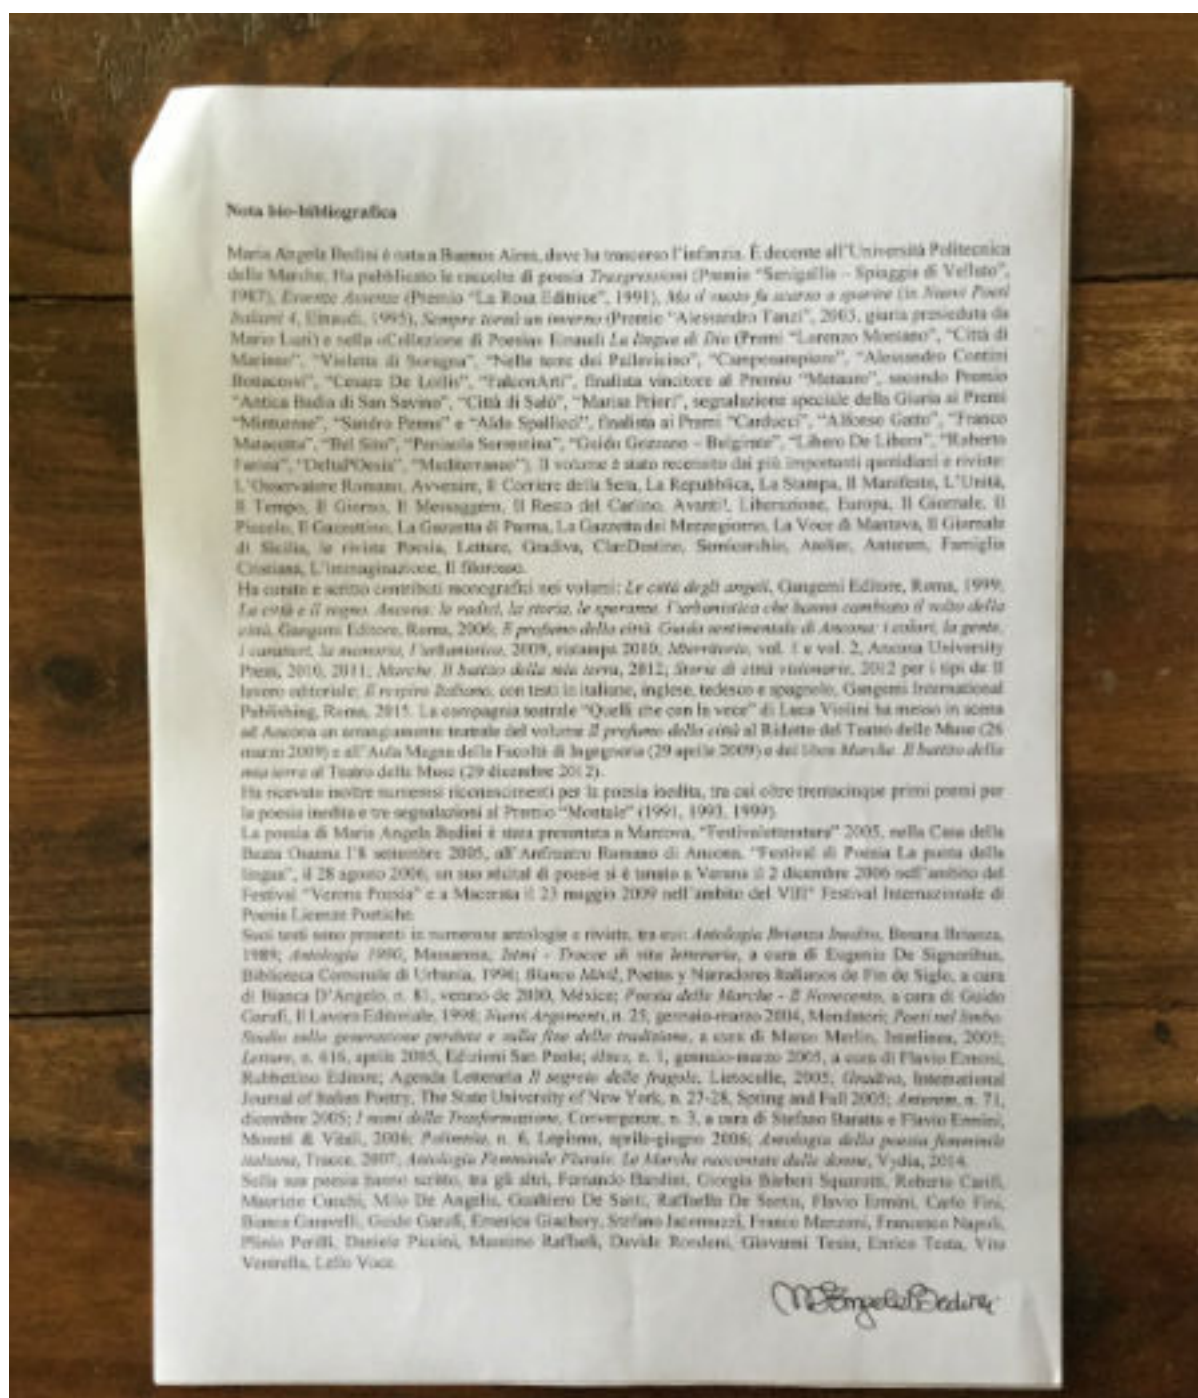 Nota bio-bibliografica
Maria Angela Bedini è nata a Buenos Aires, dove ha trascorso l'infanzia. È docente all'Università Politecnica
delle Marche. Ha pubblicato le raccolte di poesia Trasgressioni (Premio "Senigallia – Spiaggia di Velluto",
1987), Assenze (Premio "La Rosa Editrice", 1991), Ma il vuoto fu scarso a sparire (in Nuovi Poeti
Italiani 4, Einaudi, 1995), Sempre torni un inverno (Premio "Alessandro Tanzi", 2003, giuria presieduta da
Mario Luzi) e nella «Collezione di Poesia» Einaudi La lingua di Dio (Premi "Lorenzo Montano", "Città di
Marineo", "Violetta di Soragna", "Nelle terre dei Pallavicino", "Camposampiero", "Alessandro Contini
Bonacossi", "Cesare De Lollis", "FalconArti", finalista vincitore al Premio "Metauro", secondo Premio
"Antica Badia di San Savino", "Città di Salò", "Marisa Priori", segnalazione speciale della Giuria ai Premi
"Minturnae", "Sandro Penna" e "Aldo Spallicci", finalista ai Premi "Carducci", "Alfonso Gatto", "Franco
Matacotta", "Bel Sito", "Penisola Sorrentina", "Guido Gozzano – Belgirate", "Libero De Libero", "Roberto
Farina", "DeltaPOesia", "Mediterraneo"). Il volume è stato recensito dai più importanti quotidiani e riviste:
L'Osservatore Romano, Avvenire, Il Corriere della Sera, La Repubblica, La Stampa, Il Manifesto, L'Unità,
Il Tempo, Il Giorno, Il Messaggero, Il Resto del Carlino, Avanti!, Liberazione, Europa, Il Giornale, Il
Piccolo, Il Gazzettino, La Gazzetta di Parma, La Gazzetta del Mezzogiorno, La Voce di Mantova, Il Giornale
di Sicilia, le riviste Poesia, Letture, Gradiva, ClanDestino, Semicerchio, Atelier, Anterem, Famiglia
Cristiana, L'immaginazione, Il filorosso.
Ha curato e scritto contributi monografici nei volumi: Le città degli angeli, Gangemi Editore, Roma, 1999;
La città e il sogno. Ancona: le radici, la storia, le speranze. l'urbanistica che hanno cambiato il volto della
città, Gangemi Editore, Roma, 2006; Il profumo della città. Guida sentimentale di Ancona: i colori, la gente,
i caratteri, la memoria, l'urbanistica, 2009, ristampa 2010; vol. 1 e vol. 2, Ancona University
Press, 2010, 2011; Marche. Il battito della mia terra, 2012; Storie di città visionarie, 2012 per i tipi de Il
lavoro editoriale; Il respiro Italiano, con testi in italiano, inglese, tedesco e spagnolo, Gangemi International
Publishing, Roma, 2015. La compagnia teatrale "Quelli che con la voce" di Luca Violini ha messo in scena
ad Ancona un arrangiamento teatrale del volume Il profumo della città al Ridotto del Teatro delle Muse (26
marzo 2009) e all'Aula Magna della Facoltà di Ingegneria (29 aprile 2009) e del libro Marche. Il battito della
mia terra al Teatro delle Muse (29 dicembre 2012).
Ha ricevuto inoltre numerosi riconoscimenti per la poesia inedita, tra cui oltre trentacinque primi premi per
la poesia inedita e tre segnalazioni al Premio "Montale" (1991, 1993, 1999).
La poesia di Maria Angela Bedini è stata presentata a Mantova, "Festivaletteratura" 2005, nella Casa della
Beata Osanna l'8 settembre 2005, all'Anfiteatro Romano di Ancona, "Festival di Poesia La punta della
lingua", il 28 agosto 2006; un suo récital di poesie si è tenuto a Verona il 2 dicembre 2006 nell'ambito del
Festival "Verona Poesia" e a Macerata il 23 maggio 2009 nell'ambito del VIII° Festival Internazionale di
Poesia Licenze Poetiche.
Suoi testi sono presenti in numerose antologie e riviste, tra cui: Antologia Brianza Inedito, Besana Brianza,
1989; Antologia 1990, Istmi - Tracce di vita letteraria, a cura di Eugenio De Signoribus,
Biblioteca Comunale di Urbania, 1996; Blanco Móvil, Poetas y Narradores Italianos de Fin de Siglo, a cura
di Bianca D'Angelo, n. 81, verano de 2000, México; Poesia delle Marche - Il Novecento, a cura di Guido
Garufi, Il Lavoro Editoriale, 1998; Nuovi Argomenti, n. 25, gennaio-marzo 2004, Mondadori; Poeti nel limbo.
Studio sulla generazione perduta e sulla fine della tradizione, a cura di Marco Merlin, Interlinea, 2005;
Letture, n. 616, aprile 2005, Edizioni San Paolo; n. 1, gennaio-marzo 2005, a cura di Flavio Ermini,
Rubbettino Editore; Agenda Letteraria Il segreto delle fragole, Lietocolle, 2005; Gradiva, International
Journal of Italian Poetry, The State University of New York, n. 27-28, Spring and Fall 2005; Anterem, n. 71,
dicembre 2005; I nomi della Trasformazione, Convergenze, n. 3, a cura di Stefano Baratta e Flavio Ermini,
Moretti & Vitali, 2006; Polimnia, n. 6, Lepisma, aprile-giugno 2006; Antologia della poesia femminile
italiana, Tracce, 2007; Antologia Femminile Plurale. Le Marche raccontate dalle donne, Vydia, 2014.
Sulla sua poesia hanno scritto, tra gli altri, Fernando Bandini, Giorgio Bàrberi Squarotti, Roberto Carifi,
Maurizio Cucchi, Milo De Angelis, Gualtiero De Santi, Raffaella De Santis, Flavio Ermini, Carlo Fini,
Bianca Garavelli, Guido Garufi, Emerico Giachery, Stefano Jacomuzzi, Franco Manzoni, Francesco Napoli,
Plinio Perilli, Daniele Piccini, Massimo Raffaeli, Davide Rondoni, Giovanni Tesio, Enrico Testa, Vito
Ventrella, Lello Voce.
M Angela Bedini